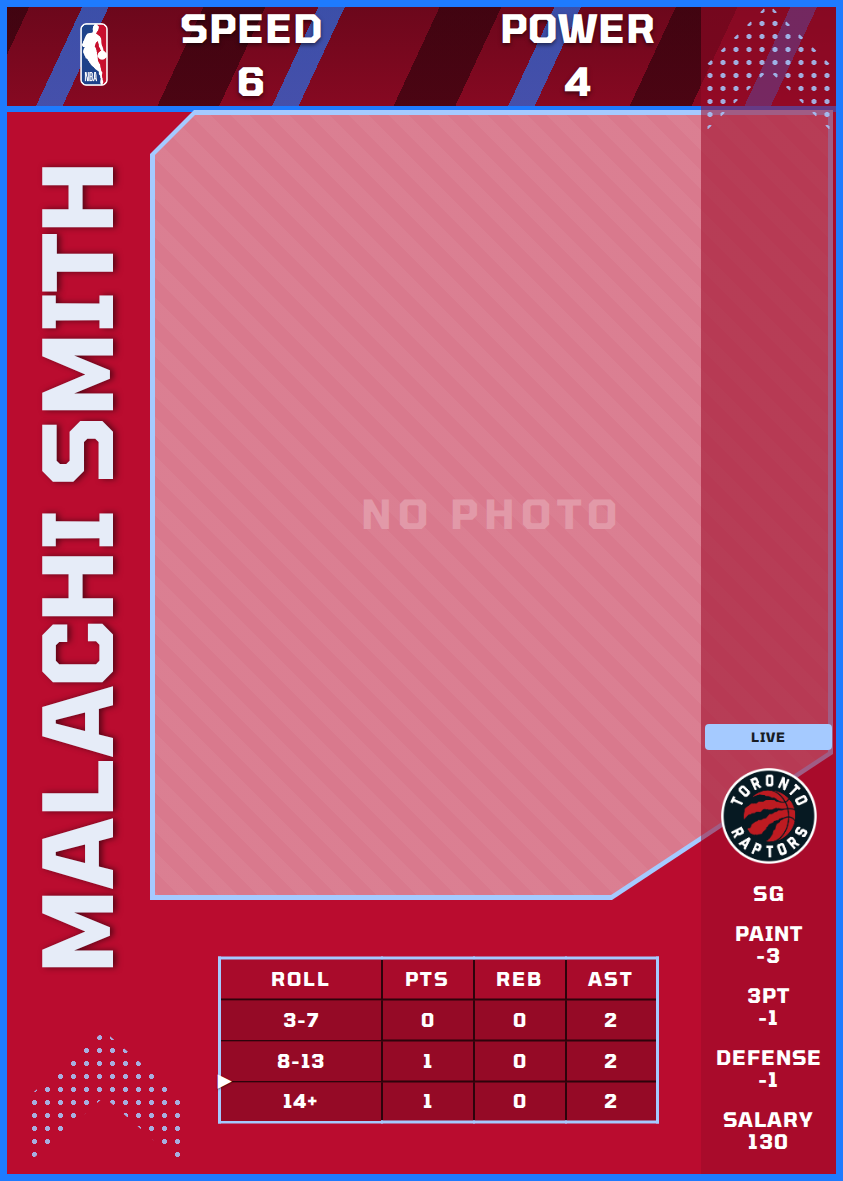 SPEED
6
POWER
4
NBA
MALACHI SMITH
NO PHOTO
LIVE
TORONTO
RAPTORS
SG
PAINT
-3
3PT
-1
DEFENSE
-1
SALARY
130
ROLL PTS REB AST
3-7 0 0 2
8-13 1 0 2
14+ 1 0 2